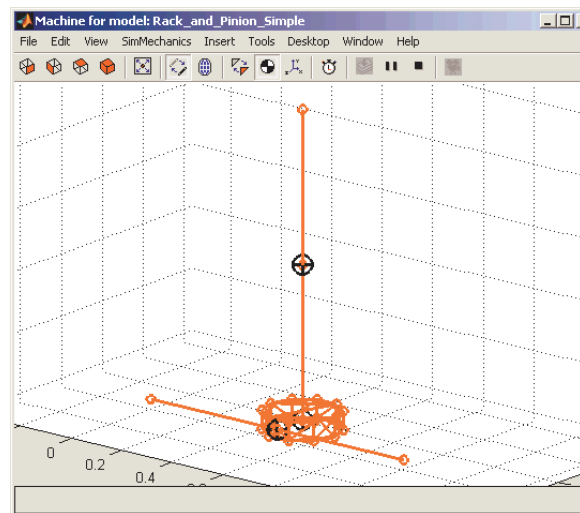 Machine for model: Rack_and_Pinion_Simple
File Edit View SimMechanics Insert Tools Desktop Window Help
0
0.2
0.4